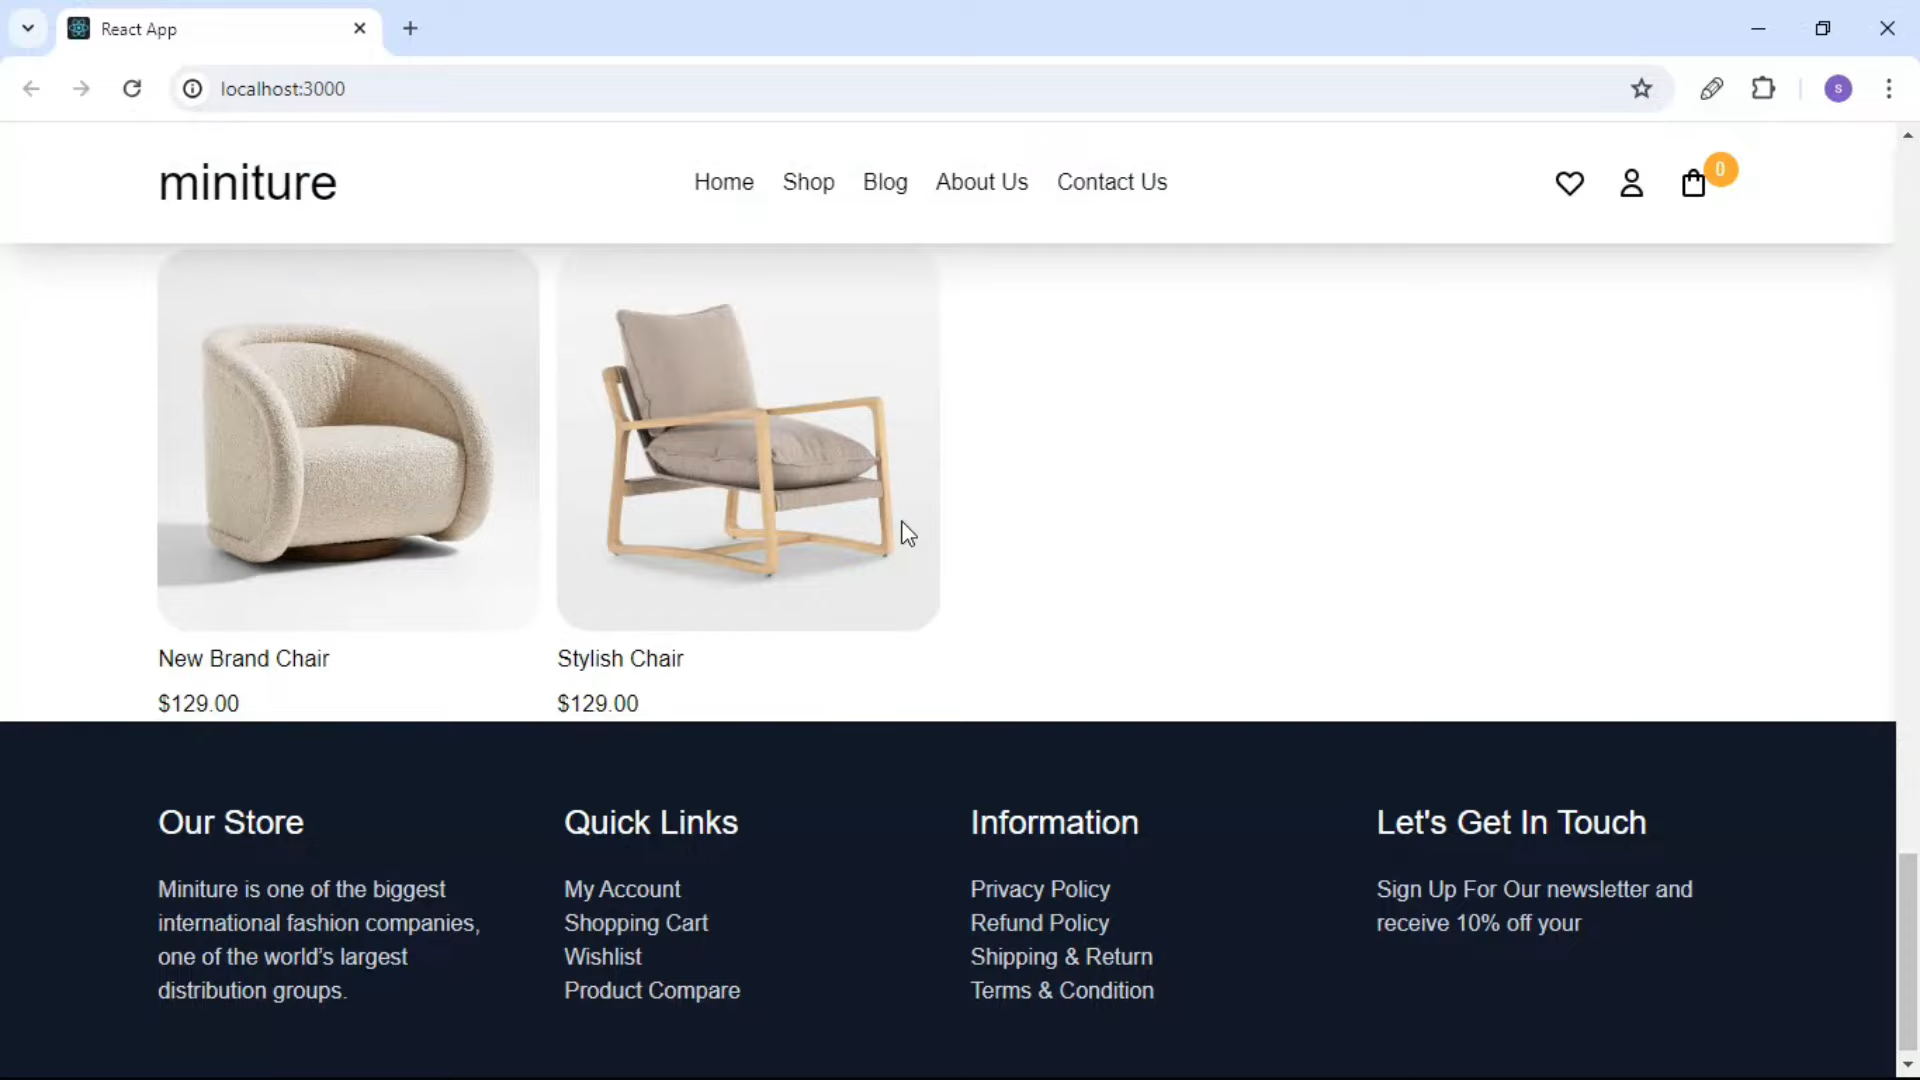 React App
localhost:3000
S
miniture
Home Shop Blog About Us Contact Us
0
New Brand Chair
$129.00
Stylish Chair
$129.00
Our Store
Miniture is one of the biggest
international fashion companies,
one of the world’s largest
distribution groups.
Quick Links
My Account
Shopping Cart
Wishlist
Product Compare
Information
Privacy Policy
Refund Policy
Shipping & Return
Terms & Condition
Let's Get In Touch
Sign Up For Our newsletter and
receive 10% off your